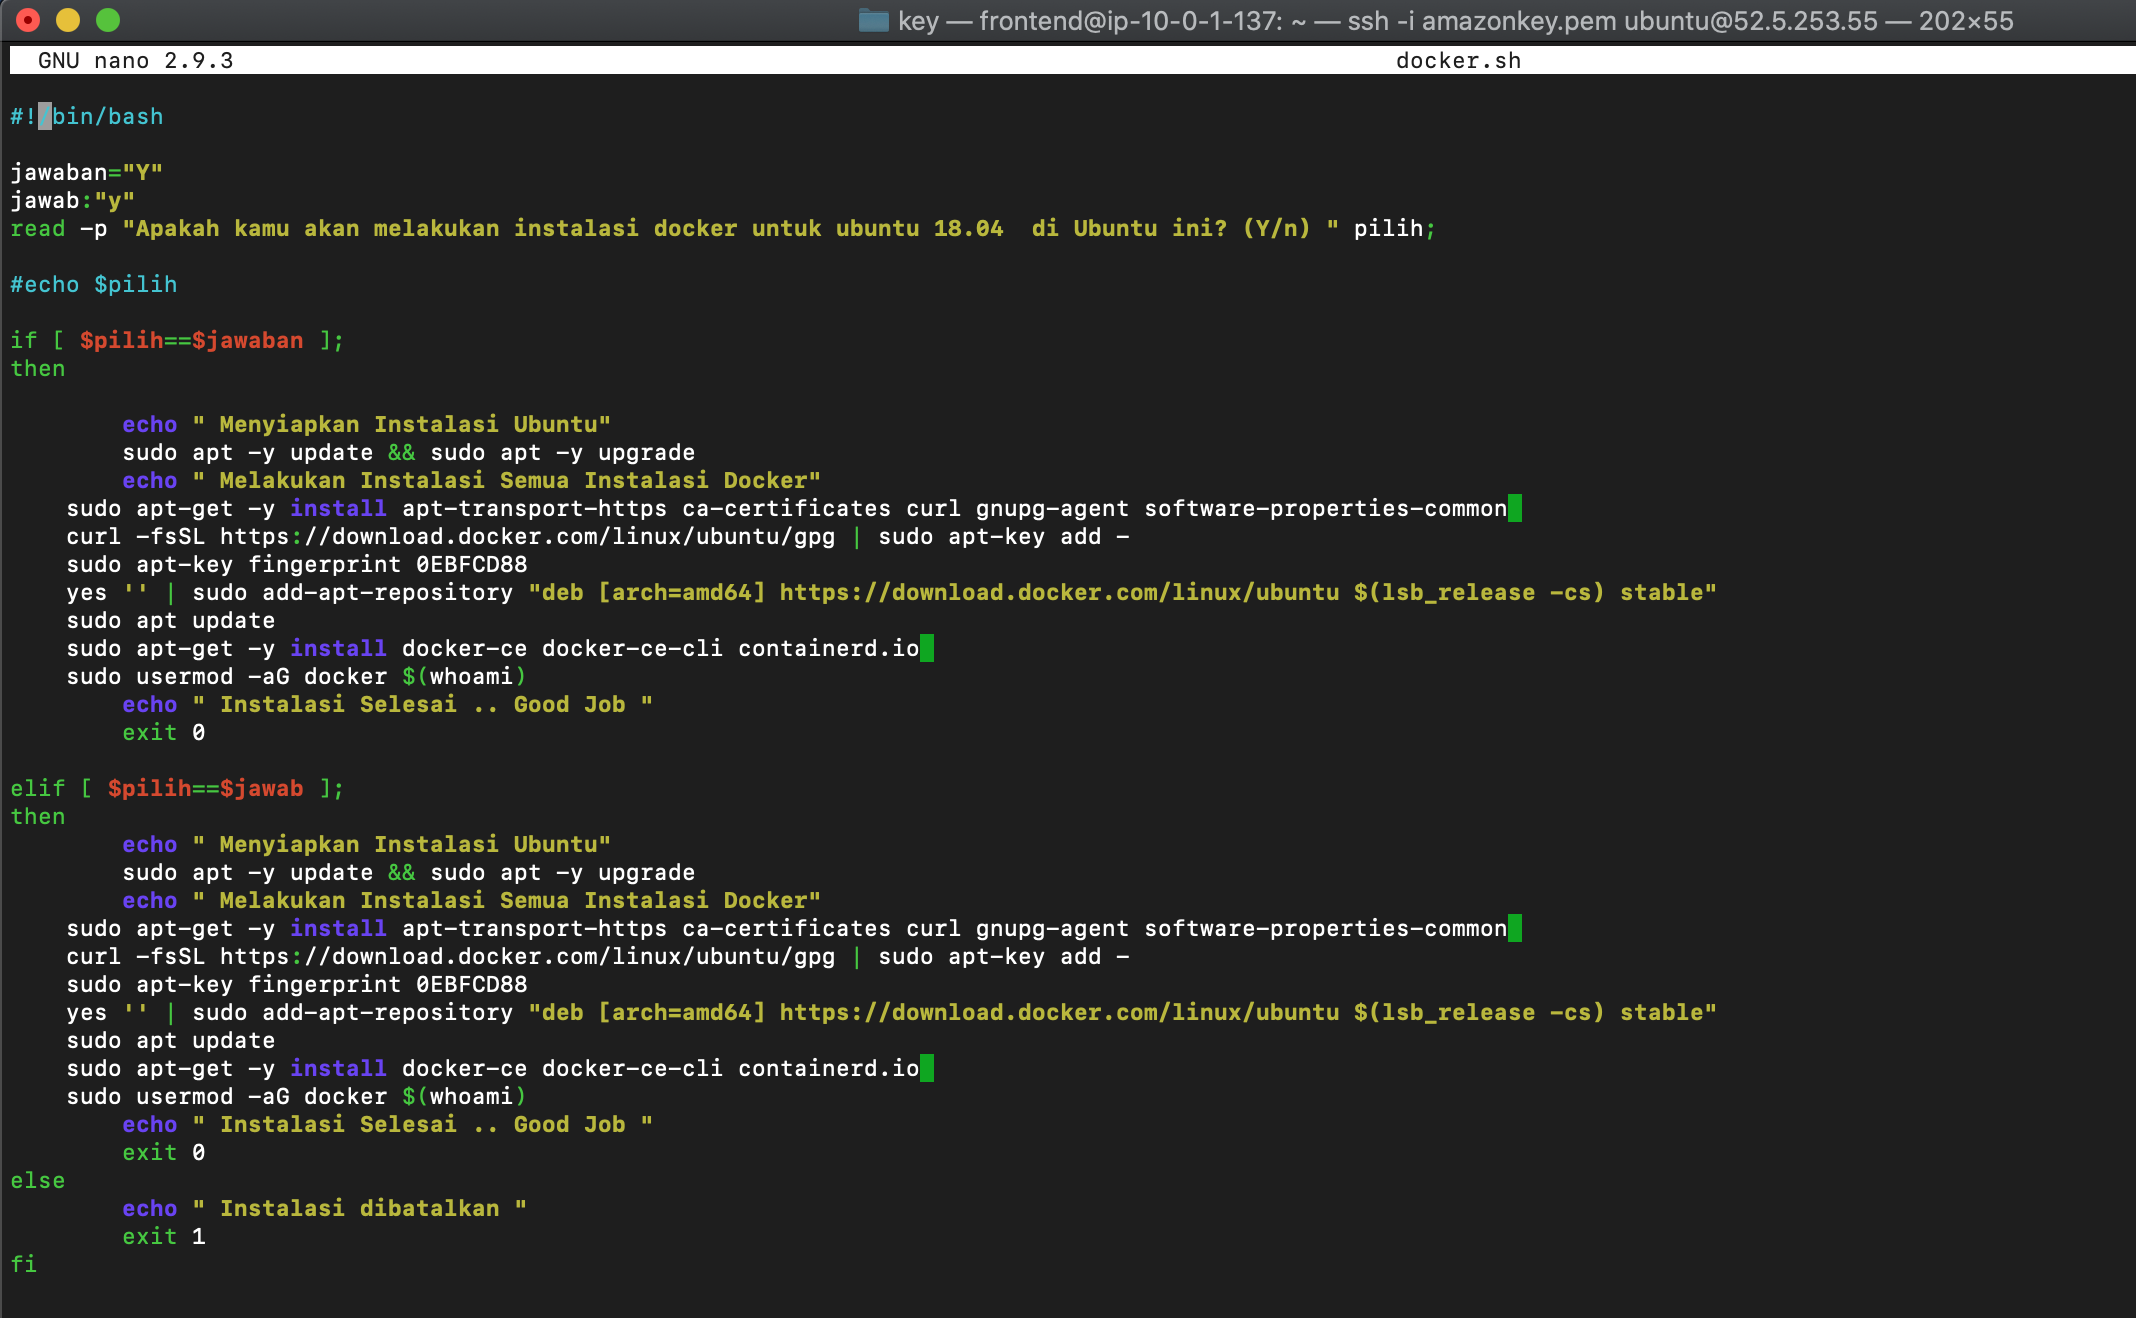 key — frontend@ip-10-0-1-137: ~ — ssh -i amazonkey.pem ubuntu@52.5.253.55 — 202×55
GNU nano 2.9.3 docker.sh
#!/bin/bash
jawaban="Y"
jawab:"y"
read -p "Apakah kamu akan melakukan instalasi docker untuk ubuntu 18.04  di Ubuntu ini? (Y/n) " pilih;
#echo $pilih
if [ $pilih==$jawaban ];
then
echo " Menyiapkan Instalasi Ubuntu"
sudo apt -y update && sudo apt -y upgrade
echo " Melakukan Instalasi Semua Instalasi Docker"
sudo apt-get -y install apt-transport-https ca-certificates curl gnupg-agent software-properties-common
curl -fsSL https://download.docker.com/linux/ubuntu/gpg | sudo apt-key add -
sudo apt-key fingerprint 0EBFCD88
yes '' | sudo add-apt-repository "deb [arch=amd64] https://download.docker.com/linux/ubuntu $(lsb_release -cs) stable"
sudo apt update
sudo apt-get -y install docker-ce docker-ce-cli containerd.io
sudo usermod -aG docker $(whoami)
echo " Instalasi Selesai .. Good Job "
exit 0
elif [ $pilih==$jawab ];
then
echo " Menyiapkan Instalasi Ubuntu"
sudo apt -y update && sudo apt -y upgrade
echo " Melakukan Instalasi Semua Instalasi Docker"
sudo apt-get -y install apt-transport-https ca-certificates curl gnupg-agent software-properties-common
curl -fsSL https://download.docker.com/linux/ubuntu/gpg | sudo apt-key add -
sudo apt-key fingerprint 0EBFCD88
yes '' | sudo add-apt-repository "deb [arch=amd64] https://download.docker.com/linux/ubuntu $(lsb_release -cs) stable"
sudo apt update
sudo apt-get -y install docker-ce docker-ce-cli containerd.io
sudo usermod -aG docker $(whoami)
echo " Instalasi Selesai .. Good Job "
exit 0
else
echo " Instalasi dibatalkan "
exit 1
fi